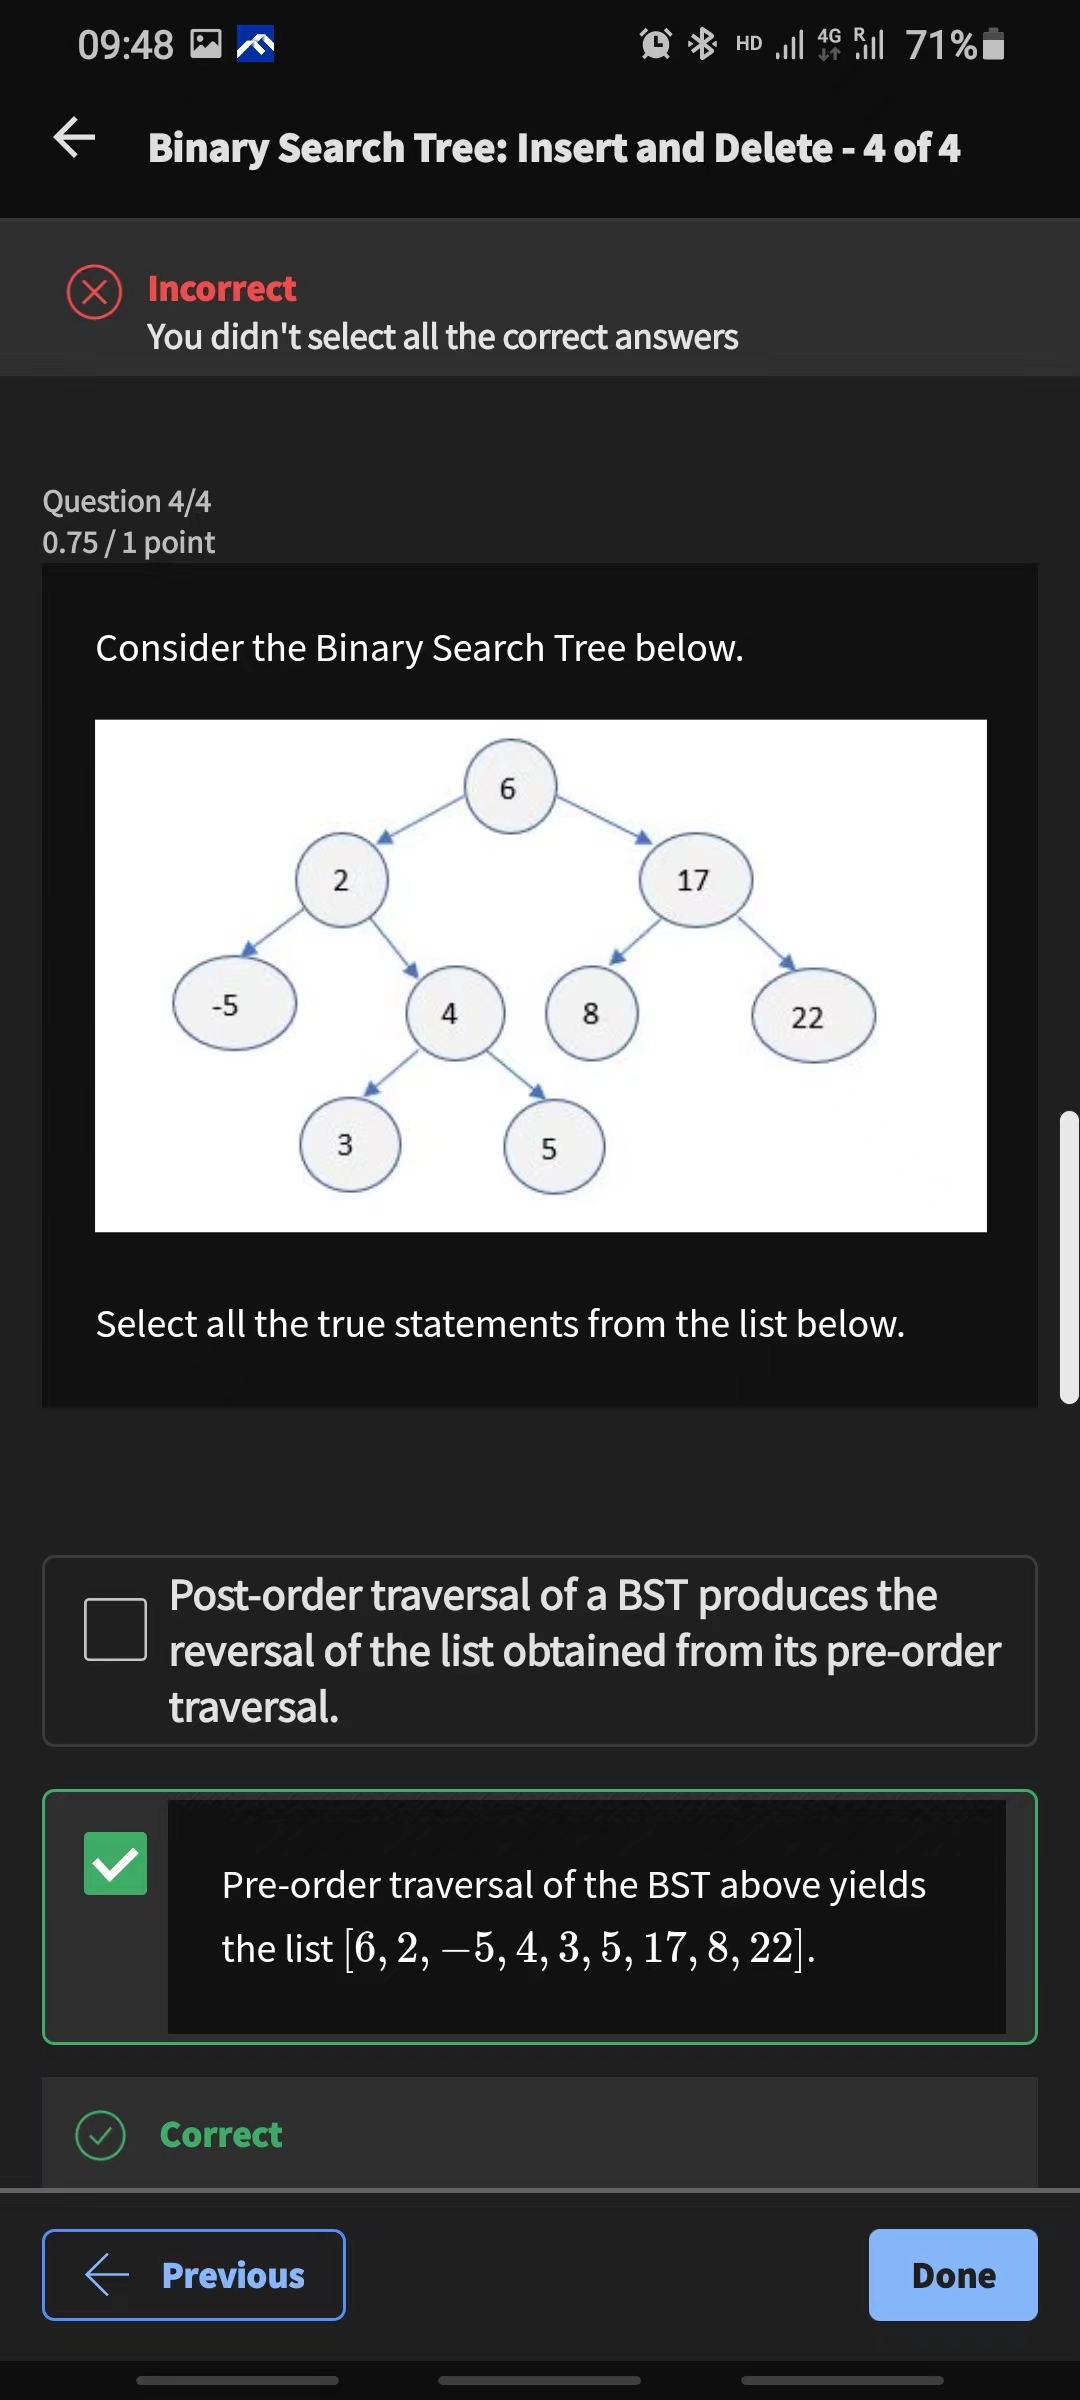 09:48 HD 4G R 71%
Binary Search Tree: Insert and Delete - 4 of 4
Incorrect
You didn't select all the correct answers
Question 4/4
0.75 / 1 point
Consider the Binary Search Tree below.
6
2 17
-5 4 8 22
3 5
Select all the true statements from the list below.
Post-order traversal of a BST produces the
reversal of the list obtained from its pre-order
traversal.
Pre-order traversal of the BST above yields
the list [6, 2, −5, 4, 3, 5, 17, 8, 22].
Correct
Previous Done